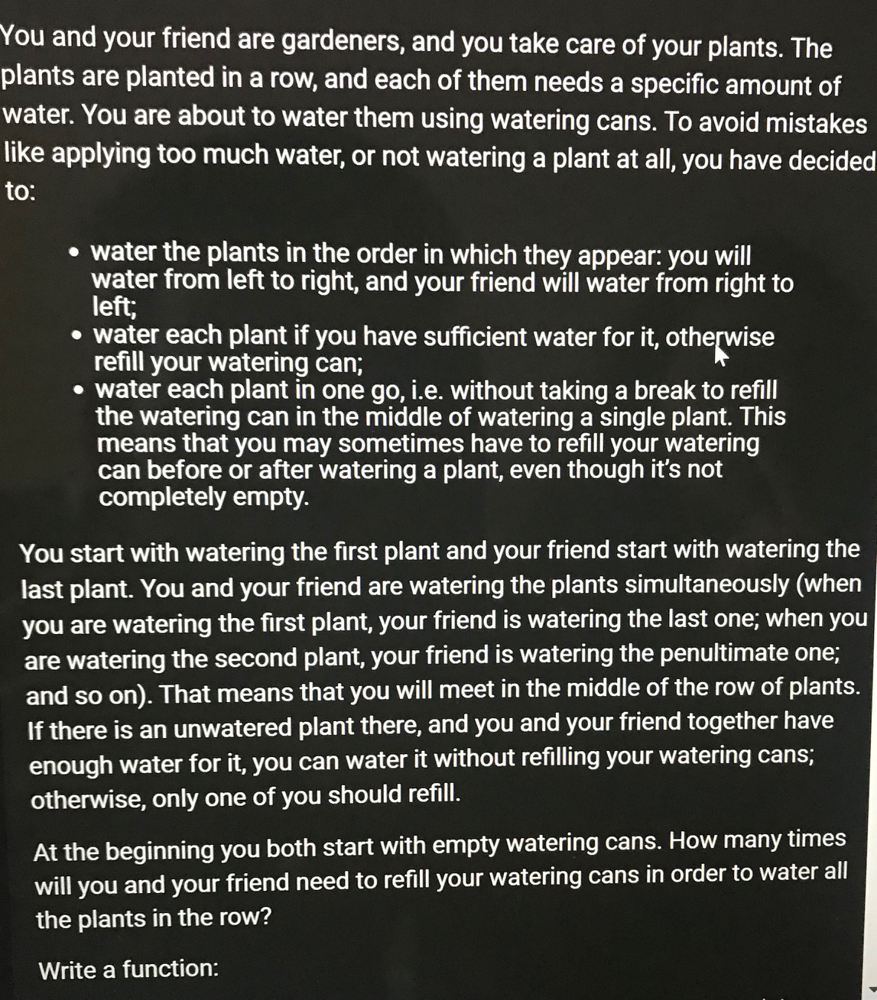 You and your friend are gardeners, and you take care of your plants. The
plants are planted in a row, and each of them needs a specific amount of
water. You are about to water them using watering cans. To avoid mistakes
like applying too much water, or not watering a plant at all, you have decided
to:
• water the plants in the order in which they appear: you will
water from left to right, and your friend will water from right to
left;
• water each plant if you have sufficient water for it, otherwise
refill your watering can;
• water each plant in one go, i.e. without taking a break to refill
the watering can in the middle of watering a single plant. This
means that you may sometimes have to refill your watering
can before or after watering a plant, even though it's not
completely empty.
You start with watering the first plant and your friend start with watering the
last plant. You and your friend are watering the plants simultaneously (when
you are watering the first plant, your friend is watering the last one; when you
are watering the second plant, your friend is watering the penultimate one;
and so on). That means that you will meet in the middle of the row of plants.
If there is an unwatered plant there, and you and your friend together have
enough water for it, you can water it without refilling your watering cans;
otherwise, only one of you should refill.
At the beginning you both start with empty watering cans. How many times
will you and your friend need to refill your watering cans in order to water all
the plants in the row?
Write a function: